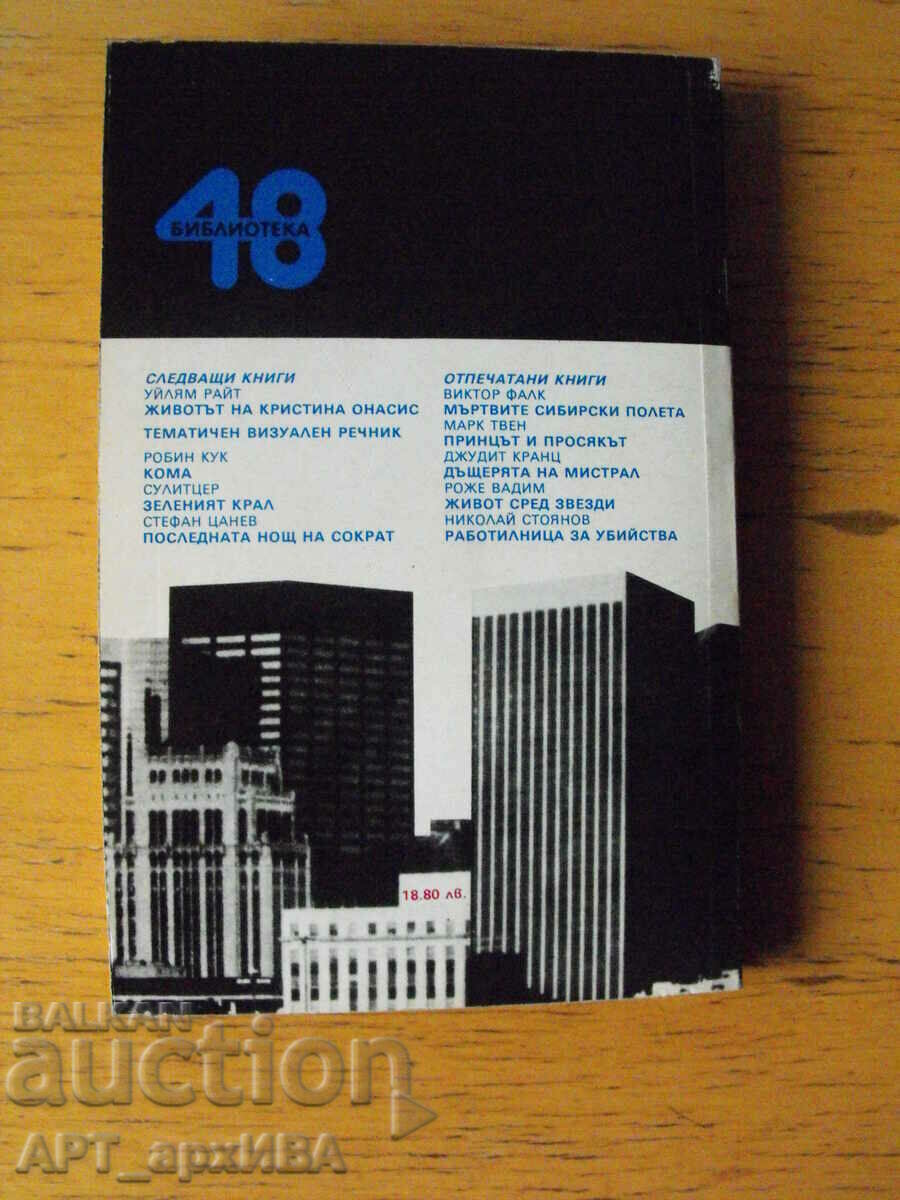 48
БИБЛИОТЕКА
СЛЕДВАЩИ КНИГИ
УЙЛЯМ РАЙТ
ЖИВОТЪТ НА КРИСТИНА ОНАСИС
ТЕМАТИЧЕН ВИЗУАЛЕН РЕЧНИК
РОБИН КУК
КОМА
СУЛИТЦЕР
ЗЕЛЕНИЯТ КРАЛ
СТЕФАН ЦАНЕВ
ПОСЛЕДНАТА НОЩ НА СОКРАТ
ОТПЕЧАТАНИ КНИГИ
ВИКТОР ФАЛК
МЪРТВИТЕ СИБИРСКИ ПОЛЕТА
МАРК ТВЕН
ПРИНЦЪТ И ПРОСЯКЪТ
ДЖУДИТ КРАНЦ
ДЪЩЕРЯТА НА МИСТРАЛ
РОЖЕ ВАДИМ
ЖИВОТ СРЕД ЗВЕЗДИ
НИКОЛАЙ СТОЯНОВ
РАБОТИЛНИЦА ЗА УБИЙСТВА
18.80 лв.
BALKAN
auction
АРТ_архИВА